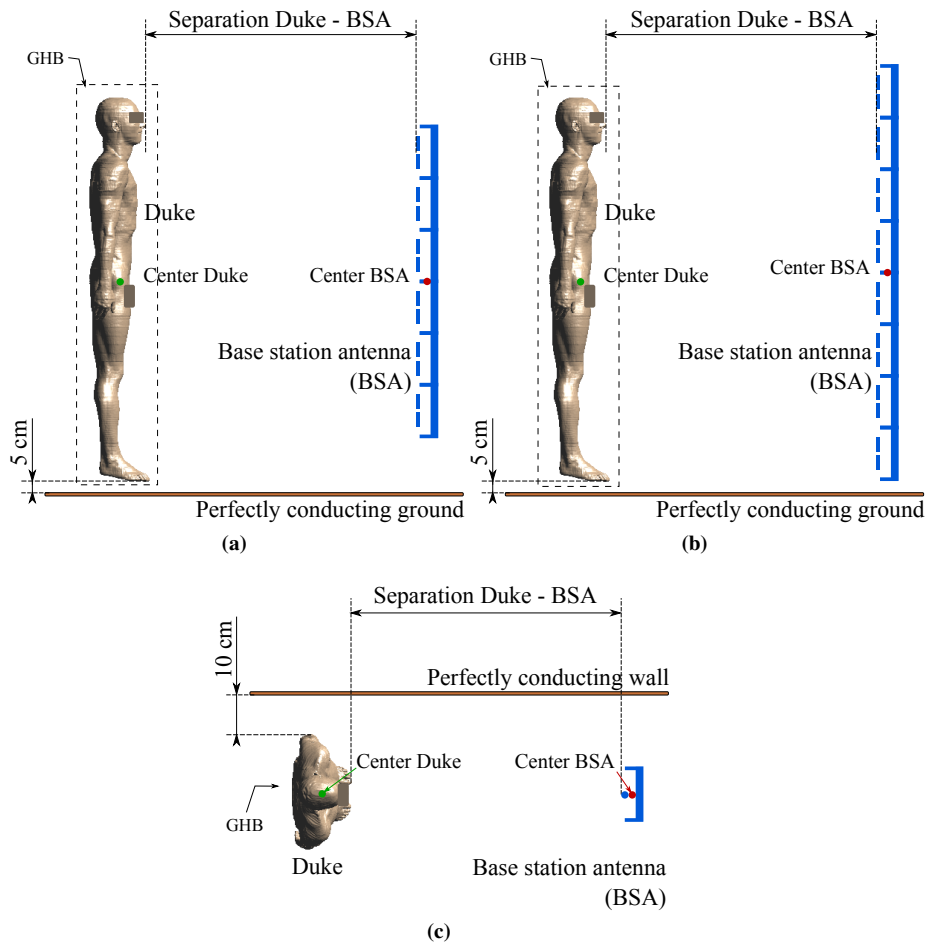 Separation Duke - BSA
GHB
Duke
Center Duke
Center BSA
Base station antenna
(BSA)
5 cm
Perfectly conducting ground
(a)
Separation Duke - BSA
GHB
Duke
Center Duke
Center BSA
Base station antenna
(BSA)
5 cm
Perfectly conducting ground
(b)
Separation Duke - BSA
10 cm
Perfectly conducting wall
Center Duke
Center BSA
GHB
Duke
Base station antenna
(BSA)
(c)